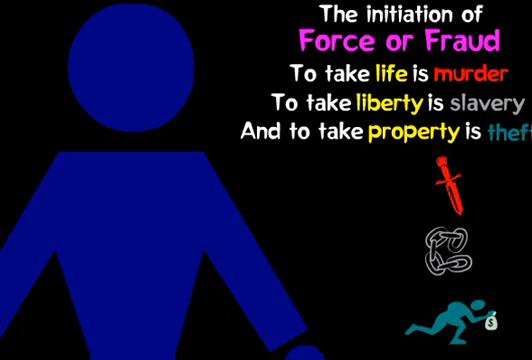 The initiation of
Force or Fraud
To take life is murder
To take liberty is slavery
And to take property is theft
$